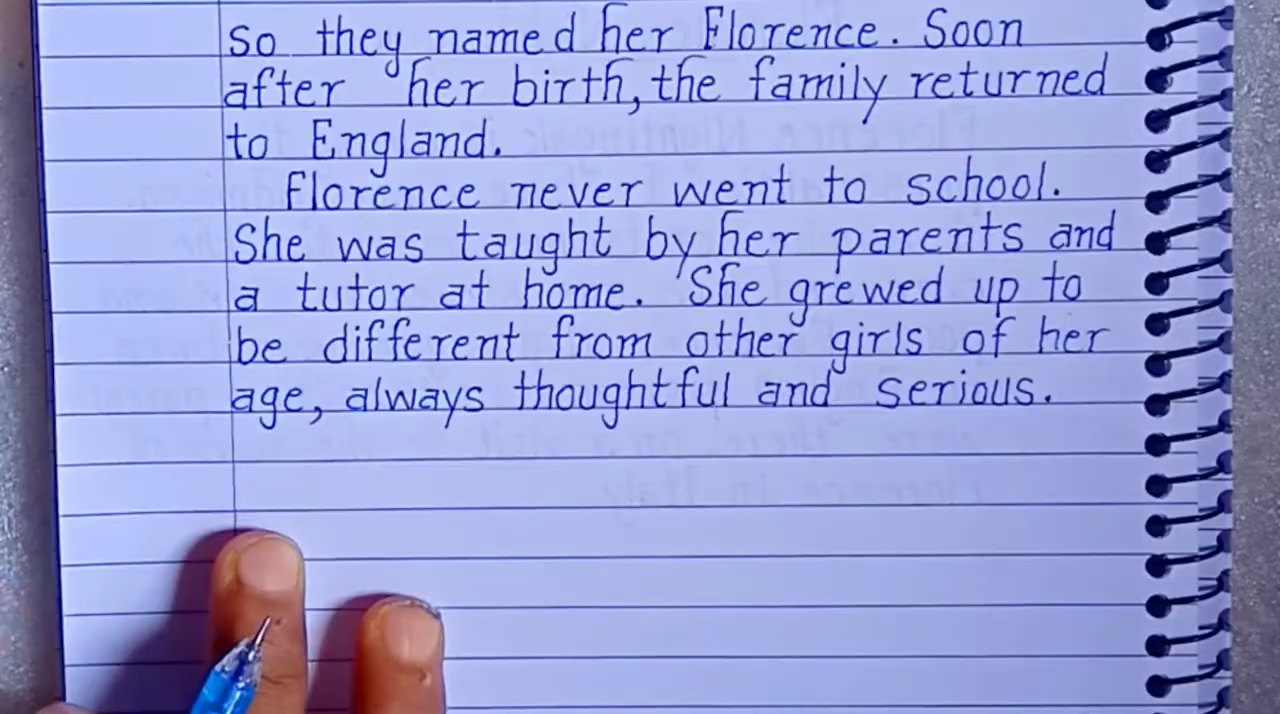 so they named her Florence. Soon
after her birth, the family returned
to England.
Florence never went to school.
She was taught by her parents and
a tutor at home. She grewed up to
be different from other girls of her
age, always thoughtful and serious.